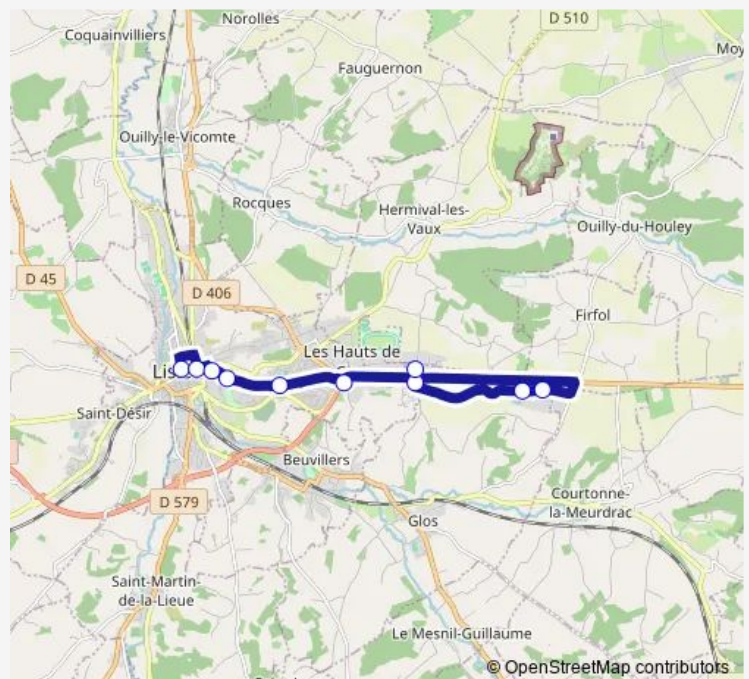 D 510
Norolles
Coquainvilliers
Moy
Fauguernon
Ouilly-le-Vicomte
Rocques
Hermival-les-
Vaux
Ouilly-du-Houley
D 45
D 406
Firfol
Les Hauts de
Lis
Saint-Désir
Beuvillers
D 579
Courtonne-
la-Meurdrac
Glos
Saint-Martin-
de-la-Lieue
Le Mesnil-Guillaume
© OpenStreetMap contributors